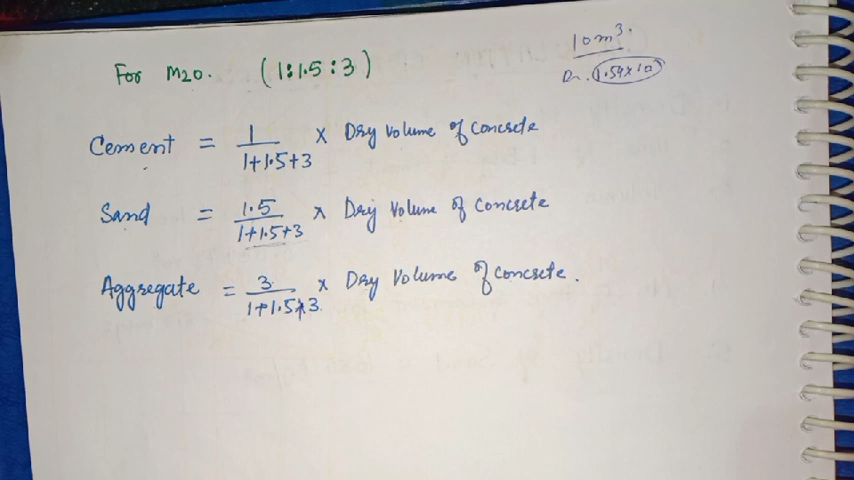 10m³.
For M20. (1:1.5:3)
1.54×10
Cement = 1/(1+1.5+3) × Dry Volume of Concrete
Sand = 1.5/(1+1.5+3) × Dry Volume of Concrete
Aggregate = 3/(1+1.5+3) × Dry Volume of Concrete.